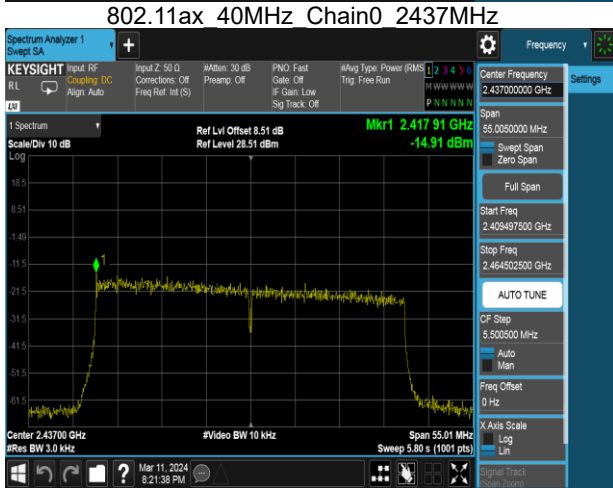 802.11ax_40MHz_Chain0_2437MHz
Spectrum Analyzer 1
Swept SA
Frequency
KEYSIGHT
RL
LXI
Input: RF
Coupling: DC
Align: Auto
Input Z: 50 Ω
Corrections: Off
Freq Ref: Int (S)
#Atten: 30 dB
Preamp: Off
PNO: Fast
Gate: Off
IF Gain: Low
Sig Track: Off
#Avg Type: Power (RMS
Trig: Free Run
1 2 3 4 5 6
M W W W W W
P N N N N N
1 Spectrum
Scale/Div 10 dB
Log
Ref Lvl Offset 8.51 dB
Ref Level 28.51 dBm
Mkr1 2.417 91 GHz
-14.91 dBm
18.5
8.51
-1.49
-11.5
-21.5
-31.5
-41.5
-51.5
-61.5
1
Center 2.43700 GHz
#Res BW 3.0 kHz
#Video BW 10 kHz
Span 55.01 MHz
Sweep 5.80 s (1001 pts)
Mar 11, 2024
8:21:38 PM
Center Frequency
2.437000000 GHz
Settings
Span
55.0050000 MHz
Swept Span
Zero Span
Full Span
Start Freq
2.409497500 GHz
Stop Freq
2.464502500 GHz
AUTO TUNE
CF Step
5.500500 MHz
Auto
Man
Freq Offset
0 Hz
X Axis Scale
Log
Lin
Signal Track
(Span Zoom)